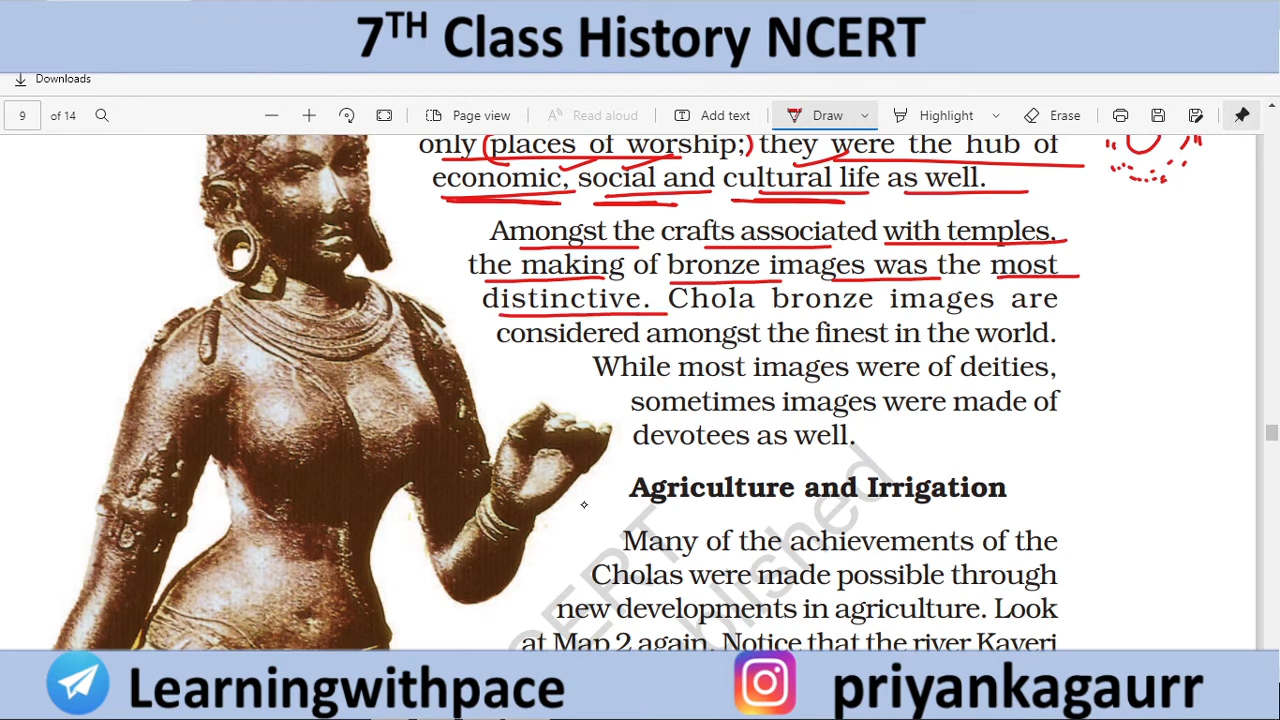 7TH Class History NCERT
Downloads
9 of 14 Page view Read aloud Add text Draw Highlight Erase
only places of worship; they were the hub of
economic, social and cultural life as well.
Amongst the crafts associated with temples,
the making of bronze images was the most
distinctive. Chola bronze images are
considered amongst the finest in the world.
While most images were of deities,
sometimes images were made of
devotees as well.
Agriculture and Irrigation
Many of the achievements of the
Cholas were made possible through
new developments in agriculture. Look
at Map 2 again. Notice that the river Kaveri
Learningwithpace priyankagaurr